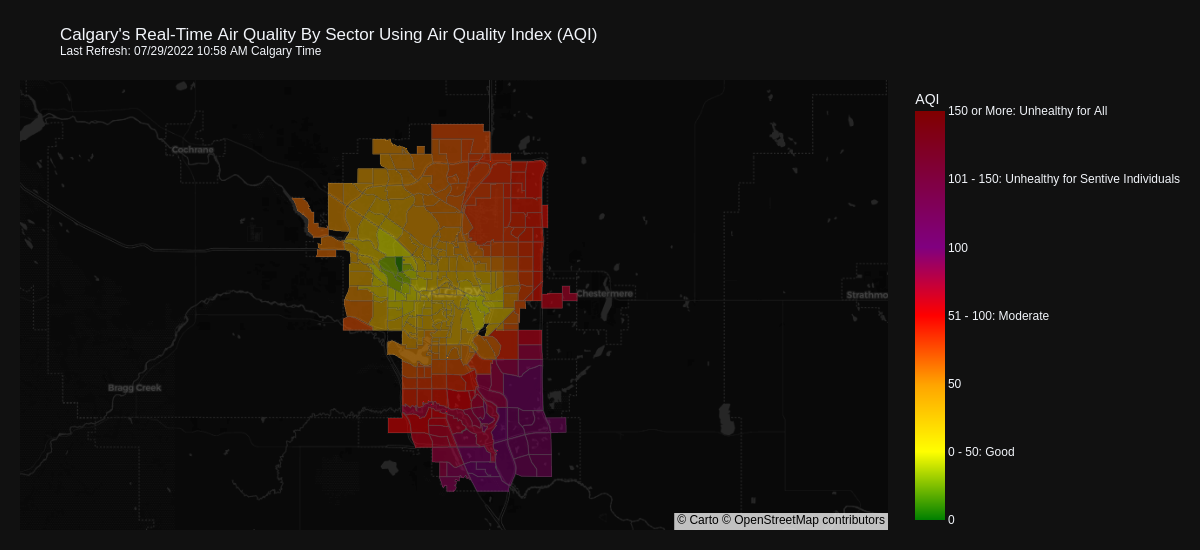 Calgary's Real-Time Air Quality By Sector Using Air Quality Index (AQI)
Last Refresh: 07/29/2022 10:58 AM Calgary Time
AQI
150 or More: Unhealthy for All
Cochrane
101 - 150: Unhealthy for Sentive Individuals
100
Chestermere
Strathmo
51 - 100: Moderate
50
Bragg Creek
0 - 50: Good
0
© Carto © OpenStreetMap contributors